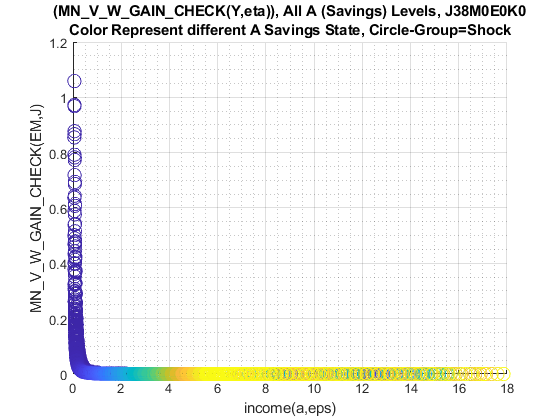 (MN_V_W_GAIN_CHECK(Y,eta)), All A (Savings) Levels, J38M0E0K0
Color Represent different A Savings State, Circle-Group=Shock
MN_V_W_GAIN_CHECK(EM,J)
1.2
1
0.8
0.6
0.4
0.2
0
0 2 4 6 8 10 12 14 16 18
income(a,eps)